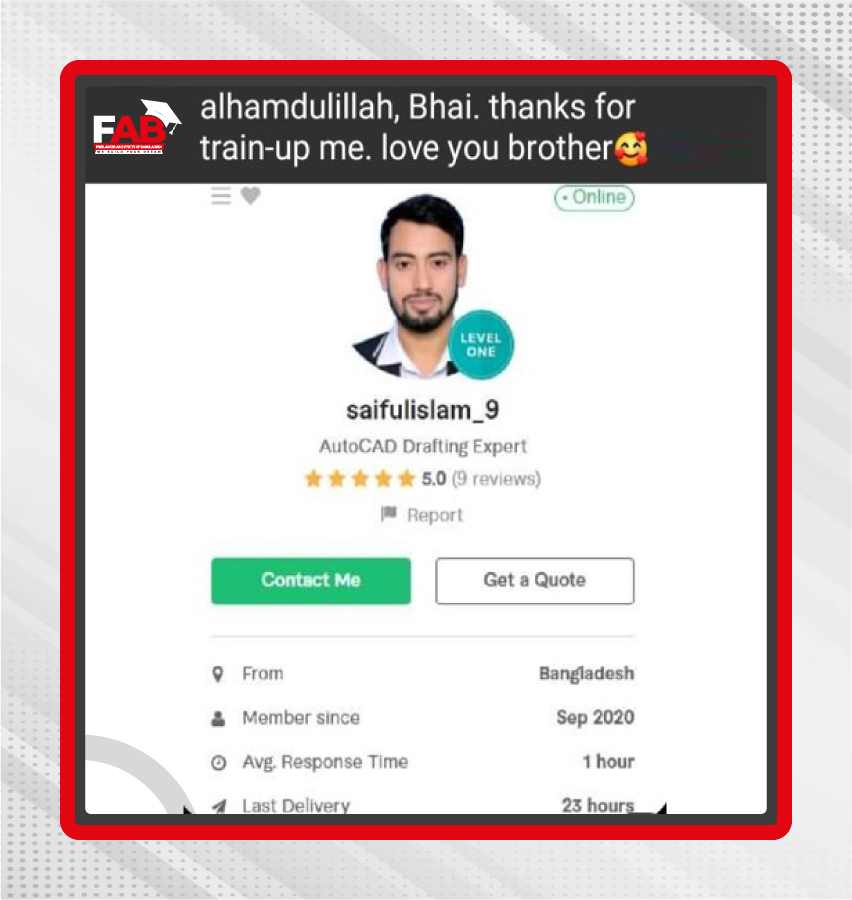 FAB
FREELANCER ARCHITECTS OF BANGLADESH
WE BUILD YOUR DREAM
alhamdulillah, Bhai. thanks for
train-up me. love you brother🥰
• Online
LEVEL
ONE
saifulislam_9
AutoCAD Drafting Expert
5.0 (9 reviews)
Report
Contact Me
Get a Quote
From Bangladesh
Member since Sep 2020
Avg. Response Time 1 hour
Last Delivery 23 hours